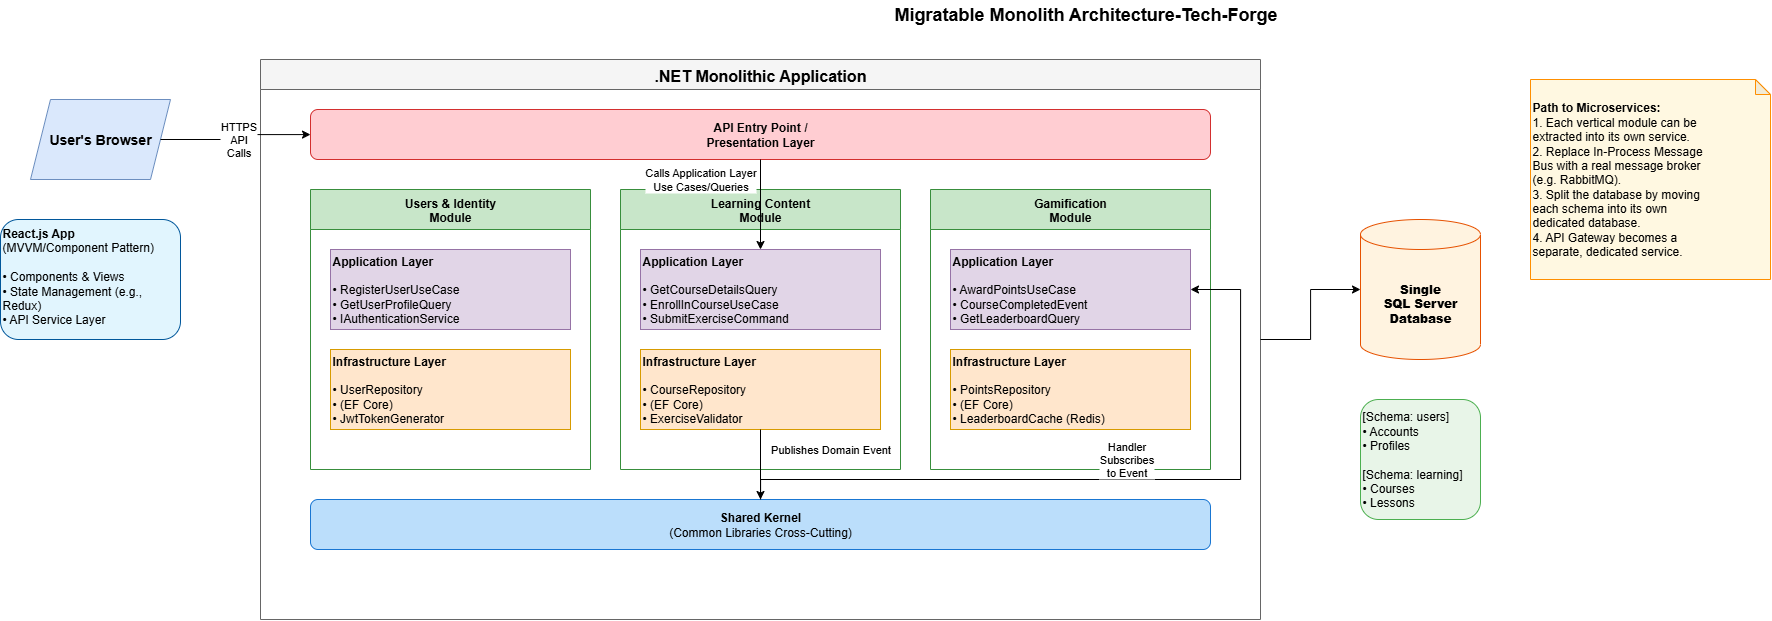 Migratable Monolith Architecture-Tech-Forge
.NET Monolithic Application
User's Browser
HTTPS
API
Calls
API Entry Point /
Presentation Layer
Calls Application Layer
Use Cases/Queries
React.js App
(MVVM/Component Pattern)
• Components & Views
• State Management (e.g.,
Redux)
• API Service Layer
Users & Identity
Module
Application Layer
• RegisterUserUseCase
• GetUserProfileQuery
• IAuthenticationService
Infrastructure Layer
• UserRepository
• (EF Core)
• JwtTokenGenerator
Learning Content
Module
Application Layer
• GetCourseDetailsQuery
• EnrollInCourseUseCase
• SubmitExerciseCommand
Infrastructure Layer
• CourseRepository
• (EF Core)
• ExerciseValidator
Gamification
Module
Application Layer
• AwardPointsUseCase
• CourseCompletedEvent
• GetLeaderboardQuery
Infrastructure Layer
• PointsRepository
• (EF Core)
• LeaderboardCache (Redis)
Publishes Domain Event
Handler
Subscribes
to Event
Shared Kernel
(Common Libraries Cross-Cutting)
Single
SQL Server
Database
[Schema: users]
• Accounts
• Profiles
[Schema: learning]
• Courses
• Lessons
Path to Microservices:
1. Each vertical module can be
extracted into its own service.
2. Replace In-Process Message
Bus with a real message broker
(e.g. RabbitMQ).
3. Split the database by moving
each schema into its own
dedicated database.
4. API Gateway becomes a
separate, dedicated service.